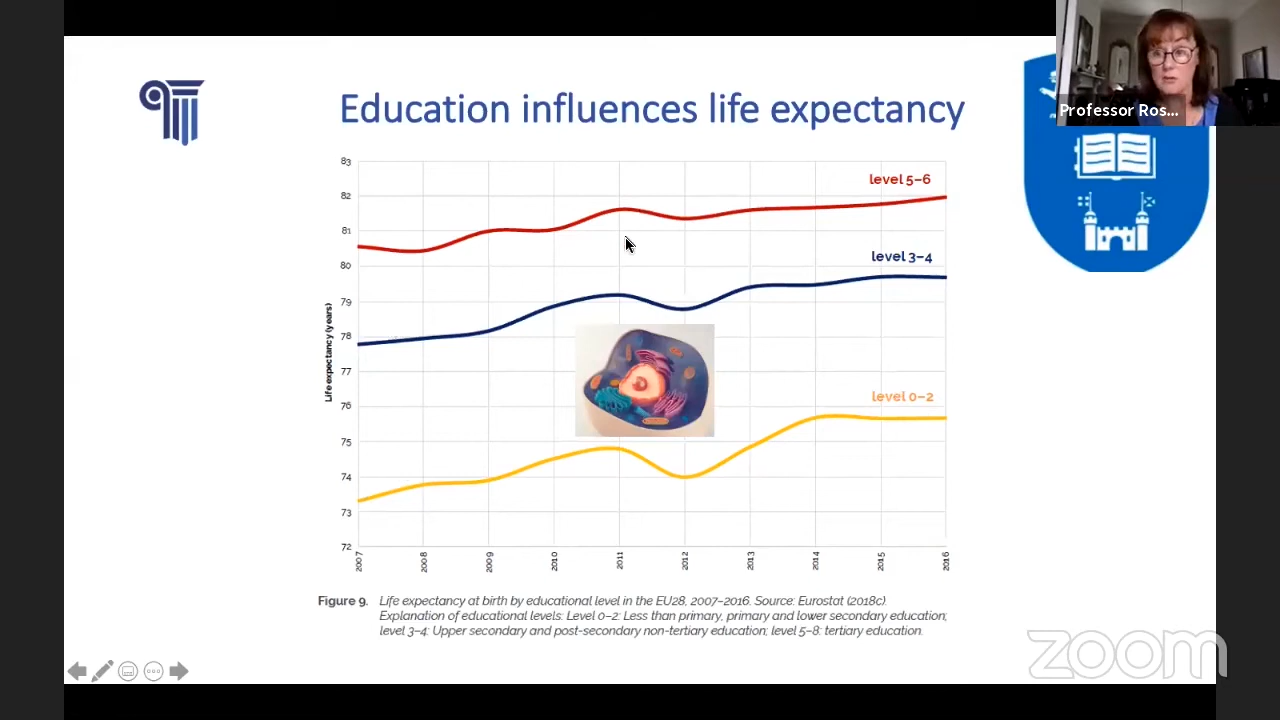 Education influences life expectancy
Professor Ros...
83
82
81
80
79
78
77
76
75
74
73
72
Life expectancy (years)
level 5–6
level 3–4
level 0–2
2007
2008
2009
2010
2011
2012
2013
2014
2015
2016
Figure 9. Life expectancy at birth by educational level in the EU28, 2007–2016. Source: Eurostat (2018c).
Explanation of educational levels: Level 0–2: Less than primary, primary and lower secondary education;
level 3–4: Upper secondary and post-secondary non-tertiary education; level 5–8: tertiary education.
zoom